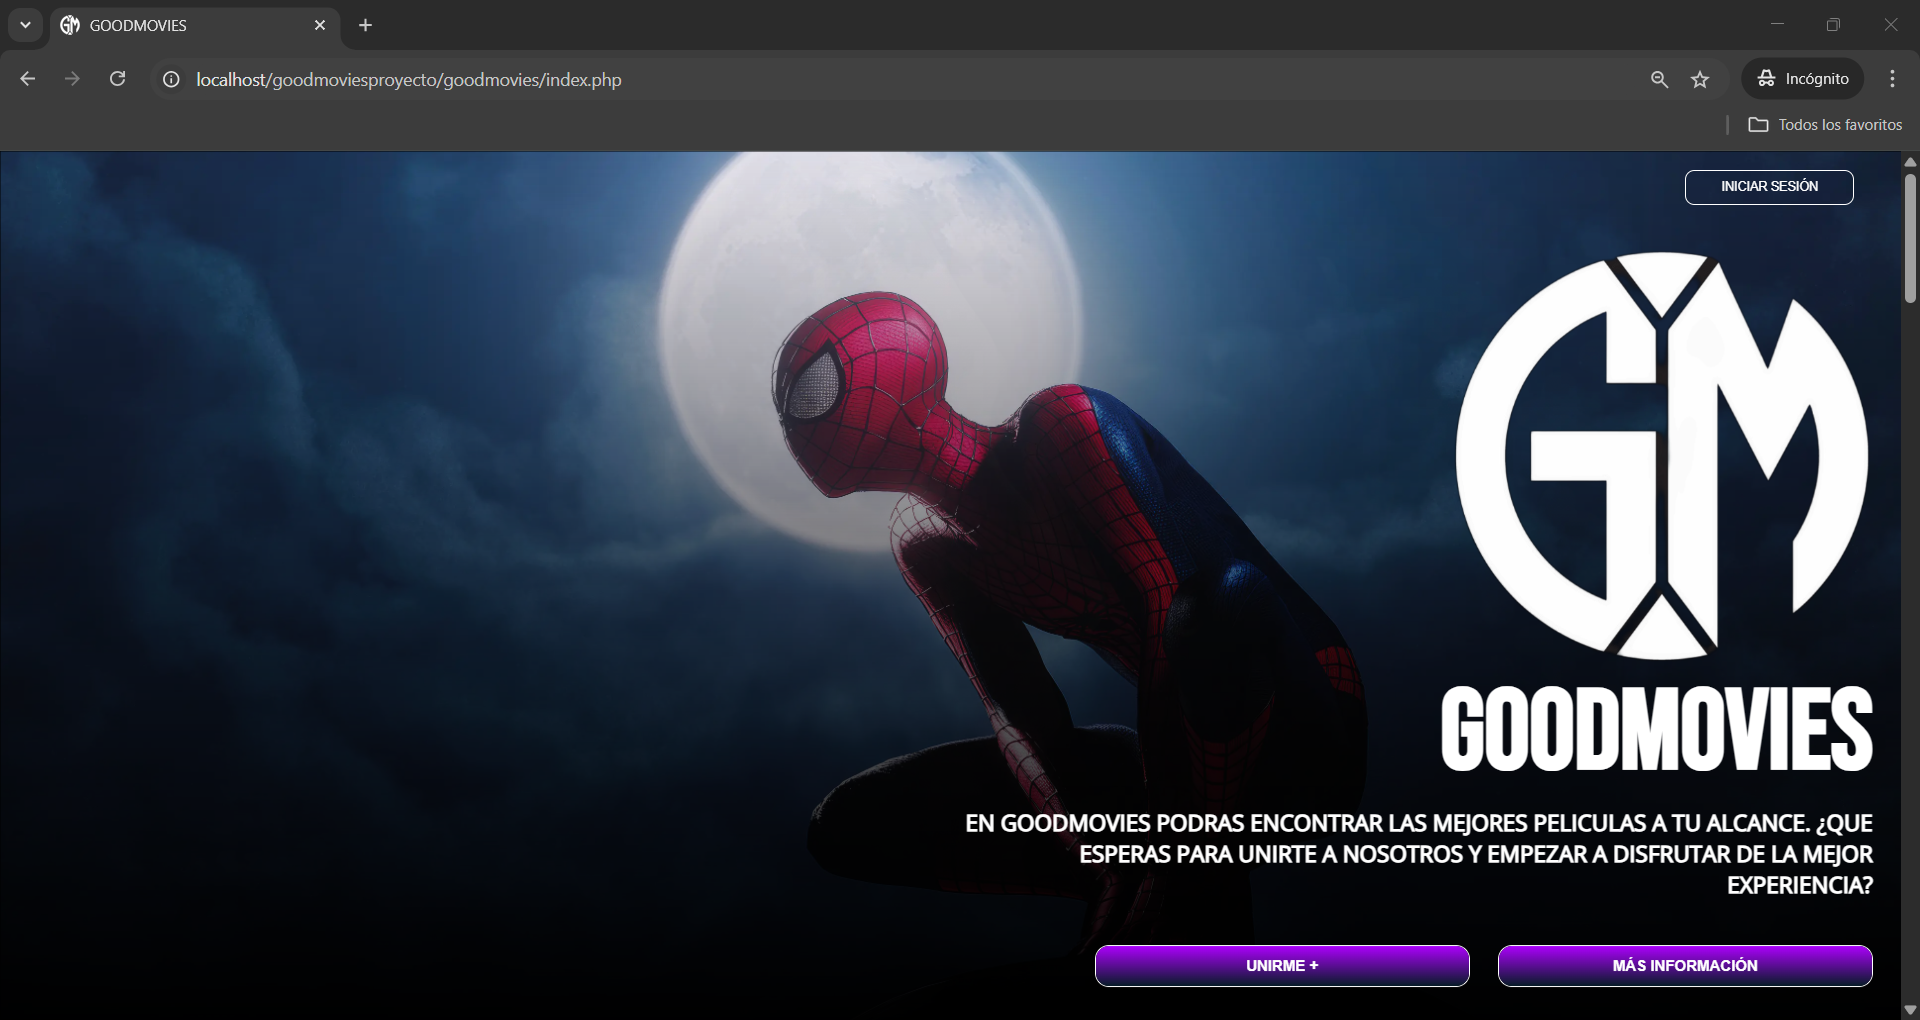 GOODMOVIES
localhost/goodmoviesproyecto/goodmovies/index.php
Incógnito
Todos los favoritos
INICIAR SESIÓN
GM
GOODMOVIES
EN GOODMOVIES PODRAS ENCONTRAR LAS MEJORES PELICULAS A TU ALCANCE. ¿QUE
ESPERAS PARA UNIRTE A NOSOTROS Y EMPEZAR A DISFRUTAR DE LA MEJOR
EXPERIENCIA?
UNIRME +
MÁS INFORMACIÓN